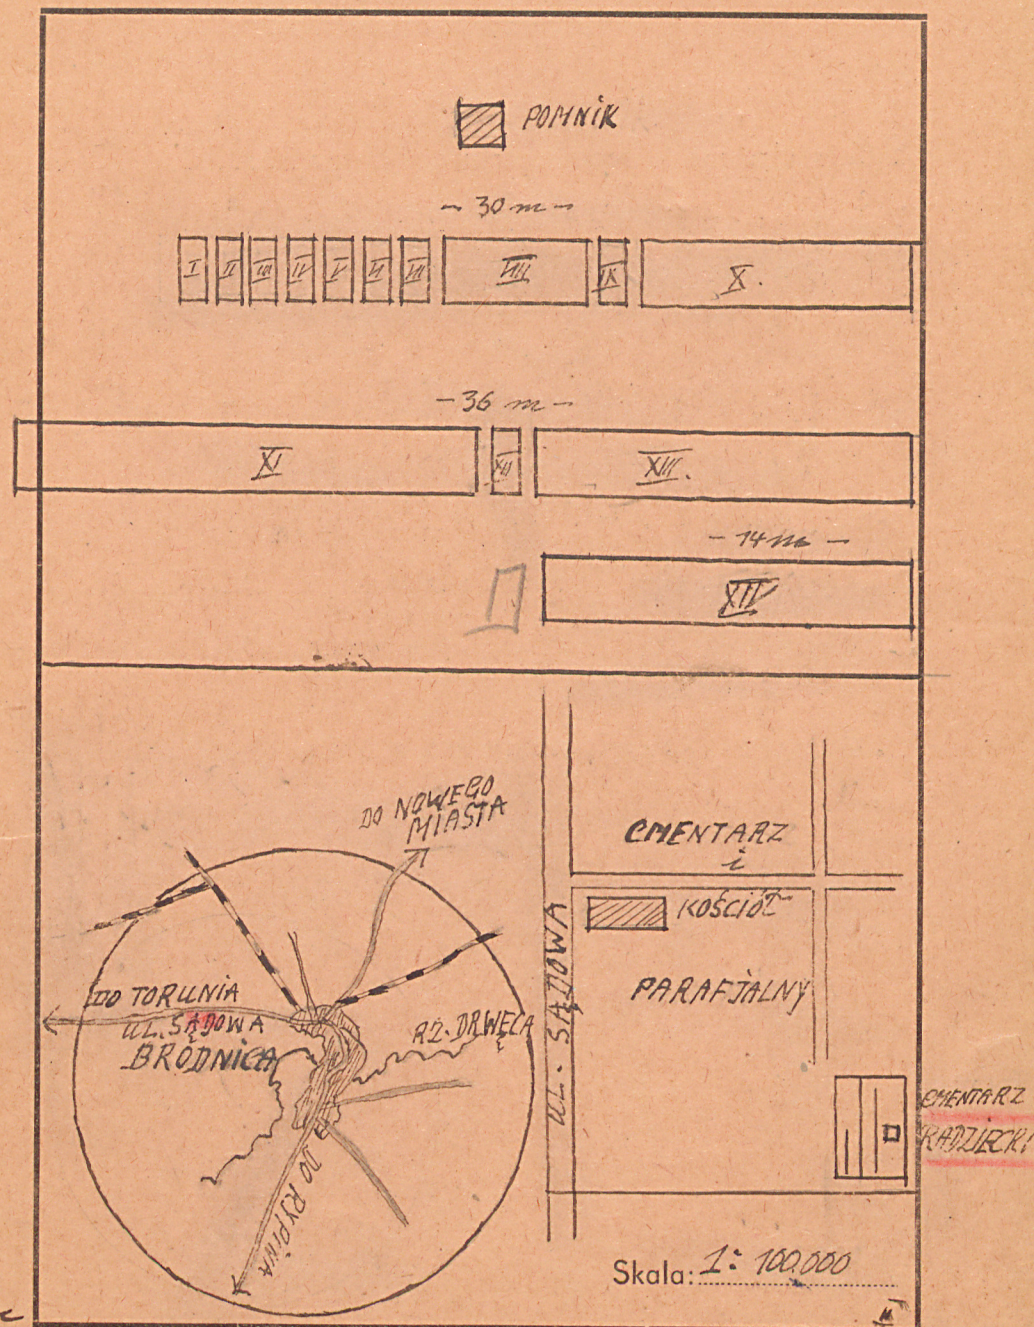 POMNİK
- 30 m -
I II III IV V VI VII VIII IX X.
- 36 m -
XI XII XIII.
- 14 m -
XIV
DO NOWEGO
MIASTA
CMENTARZ
i
KOŚCIÓŁ
PARAFJALNY
UL. SĄDOWA
DO TORUNIA
UL. SĄDOWA
BRODNICA
RZ. DRWĘCA
DO RYPINA
CMENTARZ
RADZIECKI
Skala: 1: 100.000